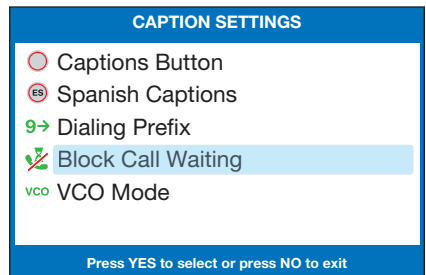 CAPTION SETTINGS
Captions Button
ES Spanish Captions
9→ Dialing Prefix
Block Call Waiting
VCO VCO Mode
Press YES to select or press NO to exit